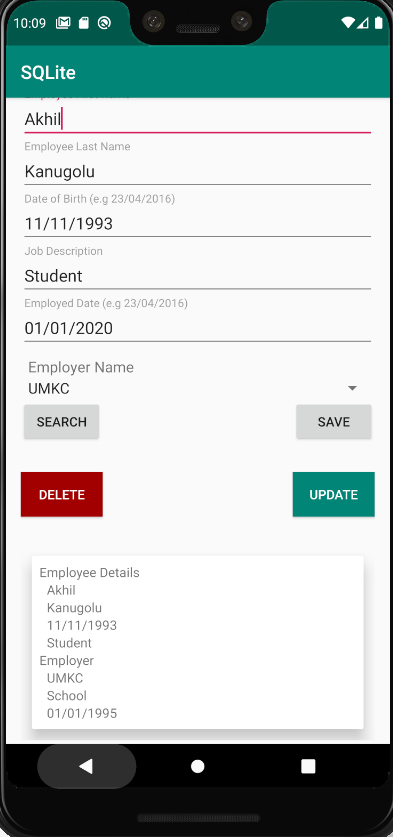 10:09
SQLite
Akhil
Employee Last Name
Kanugolu
Date of Birth (e.g 23/04/2016)
11/11/1993
Job Description
Student
Employed Date (e.g 23/04/2016)
01/01/2020
Employer Name
UMKC
SEARCH SAVE
DELETE UPDATE
Employee Details
Akhil
Kanugolu
11/11/1993
Student
Employer
UMKC
School
01/01/1995